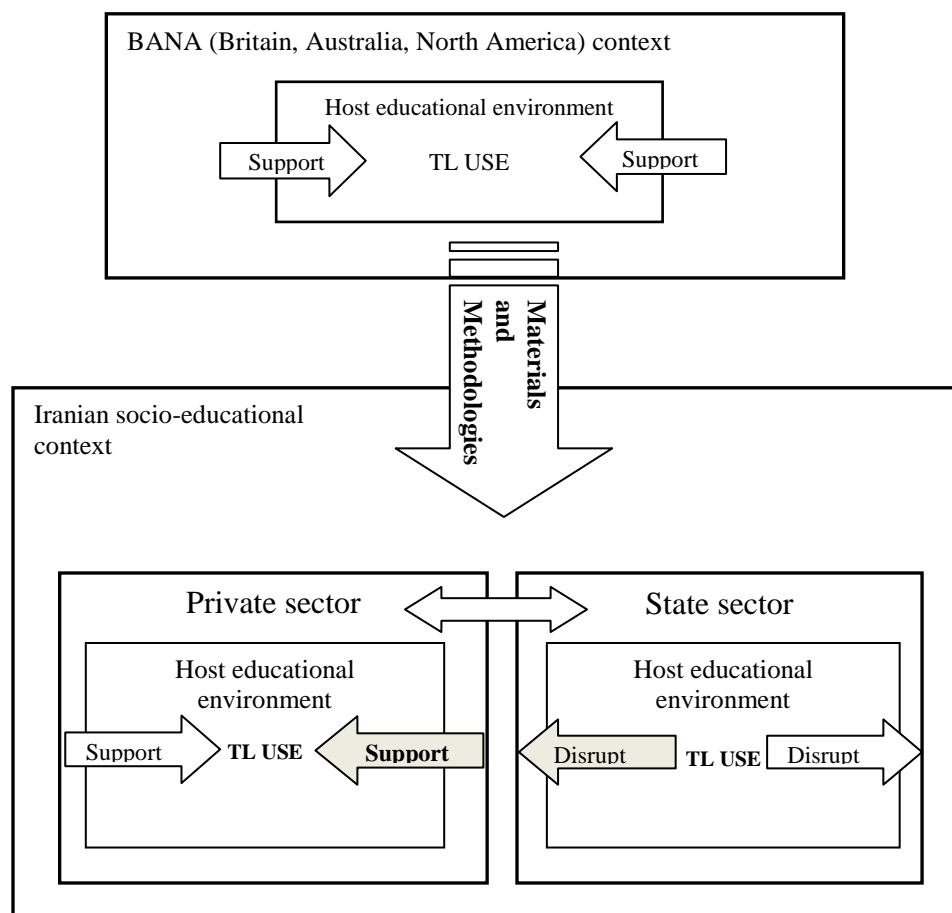 BANA (Britain, Australia, North America) context
Host educational environment
Support
TL USE
Support
Materials
and
Methodologies
Iranian socio-educational
context
Private sector
Host educational
environment
Support
TL USE
Support
State sector
Host educational
environment
Disrupt
TL USE
Disrupt